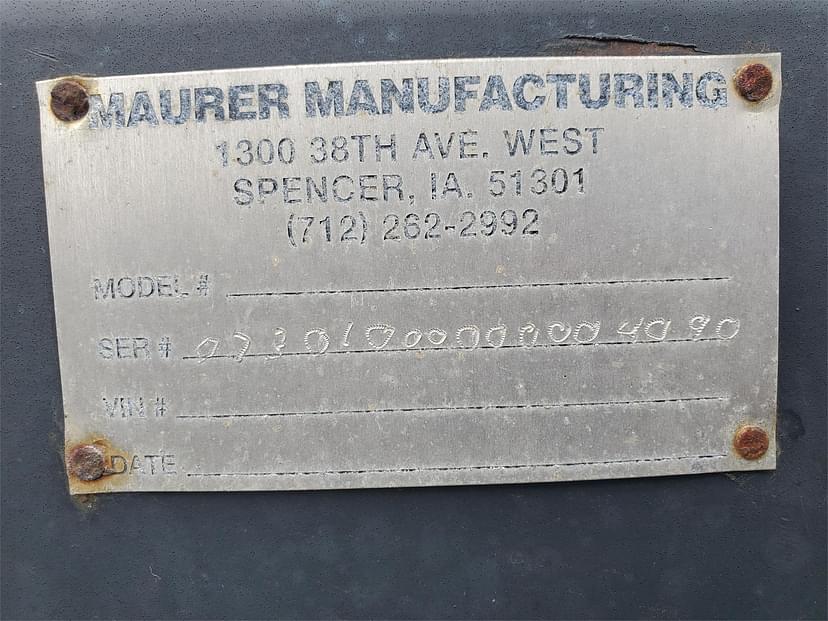 MAURER MANUFACTURING
1300 38TH AVE. WEST
SPENCER, IA. 51301
(712) 262-2992
MODEL #
SER #
VIN #
DATE